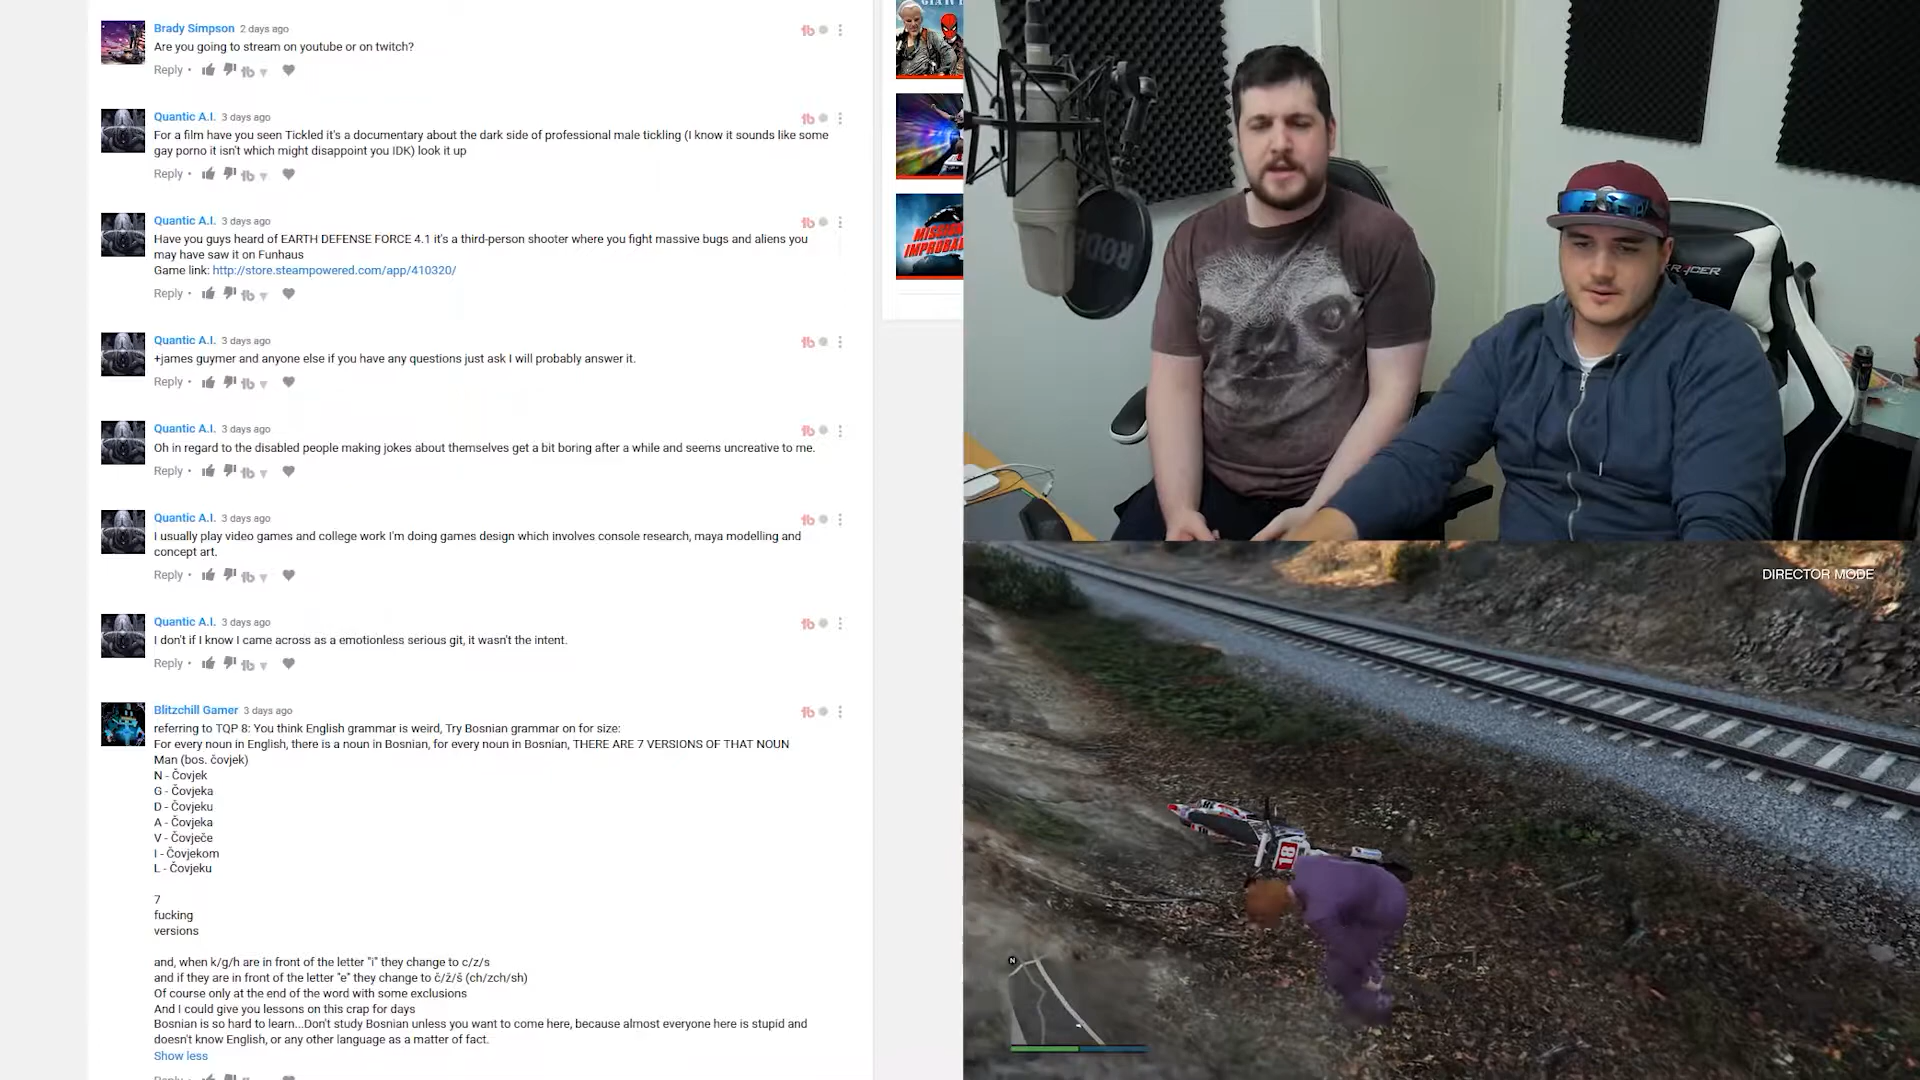 Brady Simpson 2 days ago
Are you going to stream on youtube or on twitch?
Reply •
Quantic A.I. 3 days ago
For a film have you seen Tickled it's a documentary about the dark side of professional male tickling (I know it sounds like some
gay porno it isn't which might disappoint you IDK) look it up
Reply •
Quantic A.I. 3 days ago
Have you guys heard of EARTH DEFENSE FORCE 4.1 it's a third-person shooter where you fight massive bugs and aliens you
may have saw it on Funhaus
Game link: http://store.steampowered.com/app/410320/
Reply •
Quantic A.I. 3 days ago
+james guymer and anyone else if you have any questions just ask I will probably answer it.
Reply •
Quantic A.I. 3 days ago
Oh in regard to the disabled people making jokes about themselves get a bit boring after a while and seems uncreative to me.
Reply •
Quantic A.I. 3 days ago
I usually play video games and college work I'm doing games design which involves console research, maya modelling and
concept art.
Reply •
Quantic A.I. 3 days ago
I don't if I know I came across as a emotionless serious git, it wasn't the intent.
Reply •
Blitzchill Gamer 3 days ago
referring to TQP 8: You think English grammar is weird, Try Bosnian grammar on for size:
For every noun in English, there is a noun in Bosnian, for every noun in Bosnian, THERE ARE 7 VERSIONS OF THAT NOUN
Man (bos. čovjek)
N - Čovjek
G - Čovjeka
D - Čovjeku
A - Čovjeka
V - Čovječe
I - Čovjekom
L - Čovjeku
7
fucking
versions
and, when k/g/h are in front of the letter "i" they change to c/z/s
and if they are in front of the letter "e" they change to č/ž/š (ch/zch/sh)
Of course only at the end of the word with some exclusions
And I could give you lessons on this crap for days
Bosnian is so hard to learn...Don't study Bosnian unless you want to come here, because almost everyone here is stupid and
doesn't know English, or any other language as a matter of fact.
Show less
Reply •
MISSION
RODE
DIRECTOR MODE
18
N